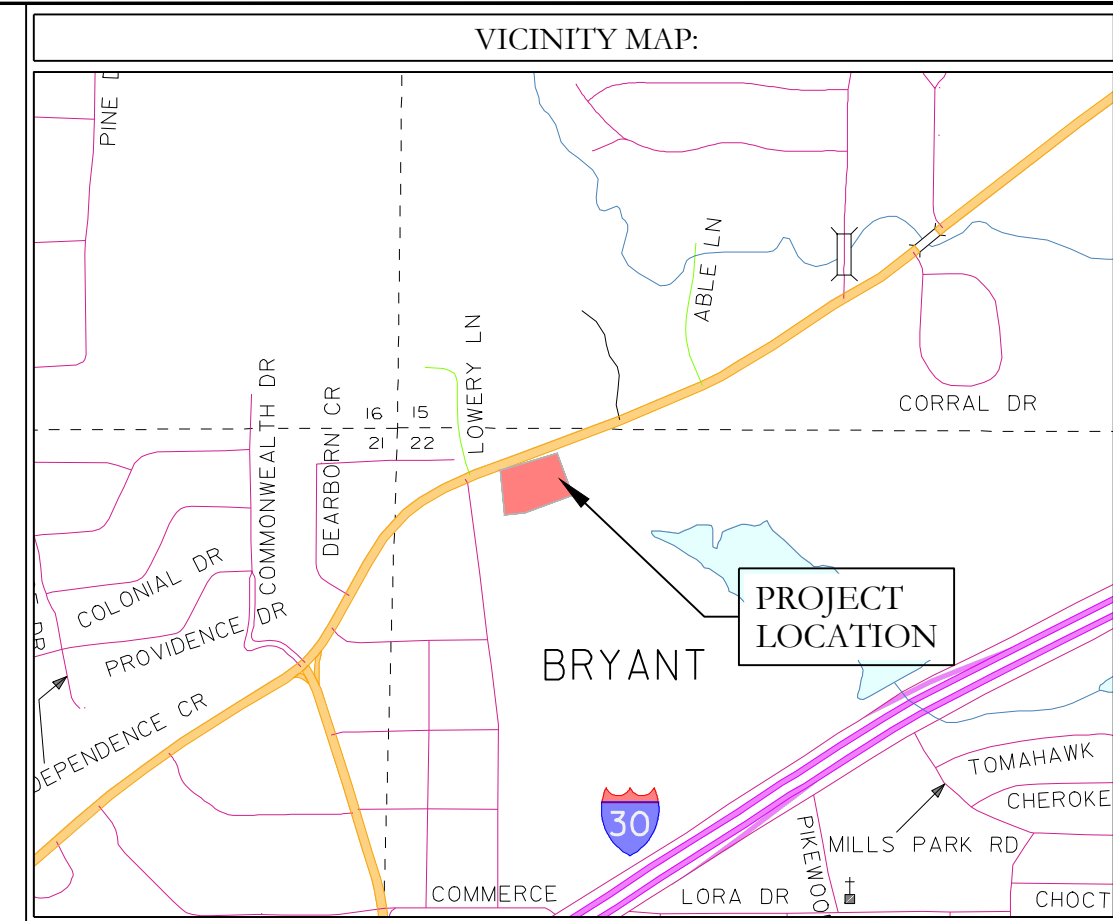 VICINITY MAP:
PINE
ABLE LN
LOWERY LN
CORRAL DR
COMMONWEALTH DR
DEARBORN CR
16 15
21 22
COLONIAL DR
PROVIDENCE DR
DR
DEPENDENCE CR
PROJECT
LOCATION
BRYANT
30
TOMAHAWK
CHEROKE
MILLS PARK RD
PIKEWOO
COMMERCE
LORA DR
CHOCT